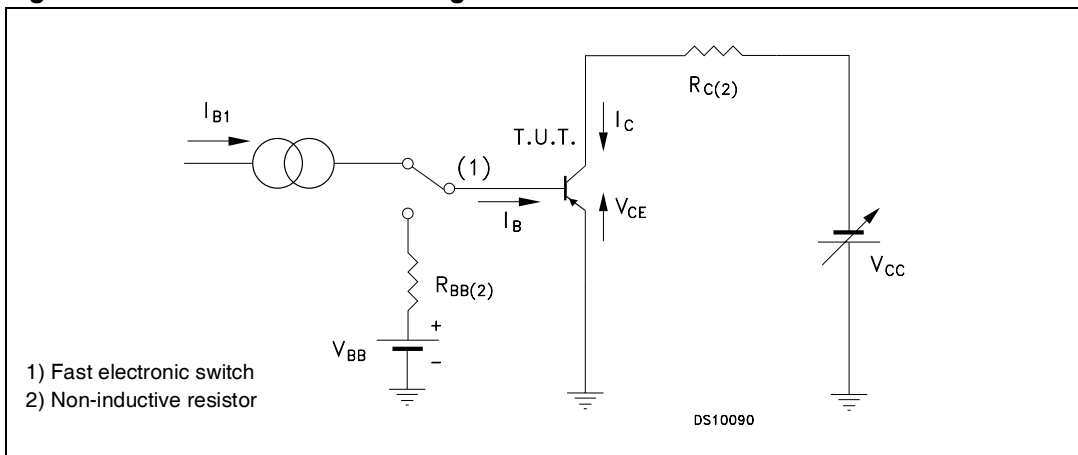 I_B1
R_C(2)
I_C
T.U.T.
(1)
I_B
V_CE
V_CC
R_BB(2)
V_BB
+
-
1) Fast electronic switch
2) Non-inductive resistor
DS10090